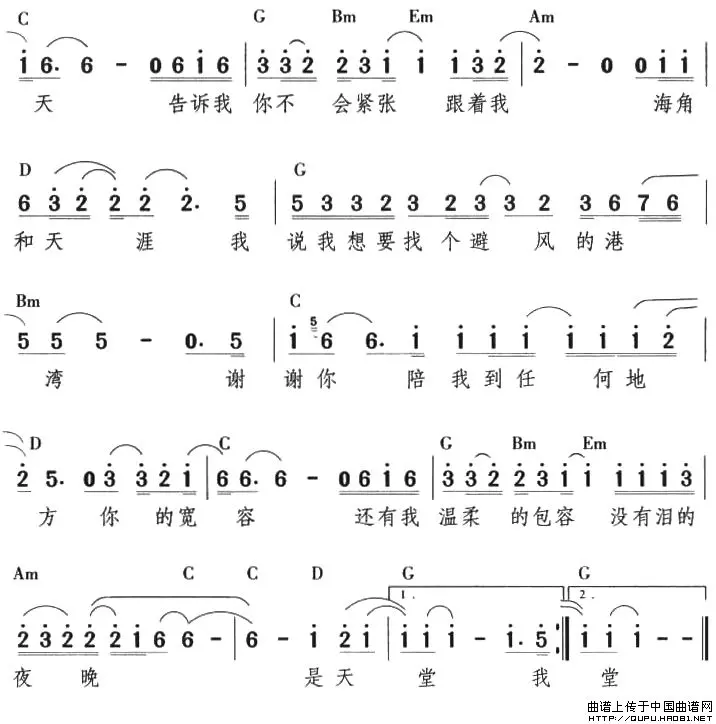 C G Bm Em Am
1 6. 6 - 0 6 1 6 | 3 3 2 2 3 1 1 1 3 2 | 2 - 0 0 1 1
天 告诉我 你不 会紧张 跟着我 海角
D G
6 3 2 2 2 2. 5 | 5 3 3 2 3 2 3 3 2 3 6 7 6
和天 涯 我 说我想要找个避 风的港
Bm C
5 5 5 - 0. 5 | 1 5 6 6. 1 1 1 1 1 1 1 1 2
湾 谢 谢你 陪我到任 何地
D C G Bm Em
2 5. 0 3 3 2 1 | 6 6. 6 - 0 6 1 6 | 3 3 2 2 3 1 1 1 1 1 3
方 你 的宽 容 还有我 温柔 的包容 没有泪的
Am C C D G G
1. 2.
2 3 2 2 2 1 6 6 - | 6 - 1 2 1 | 1 1 1 - 1. 5 :| 1 1 1 - -
夜 晚 是天 堂 我 堂
曲谱上传于中国曲谱网
HTTP://QUPU.HAO81.NET